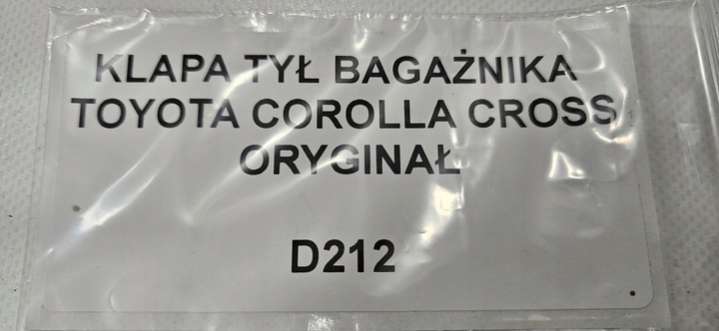 KLAPA TYŁ BAGAŻNIKA
TOYOTA COROLLA CROSS
ORYGINAŁ
D212